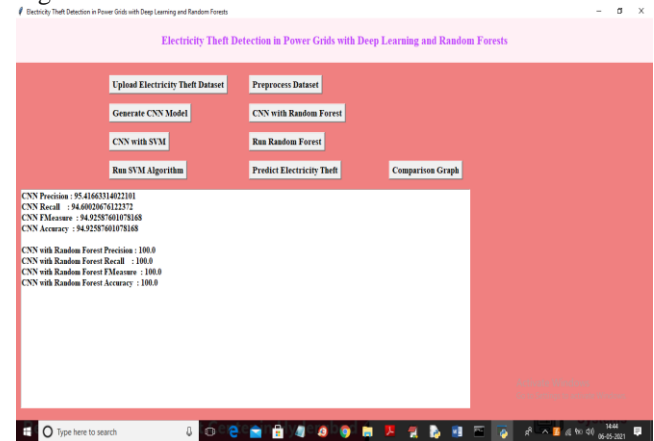 Electricity Theft Detection in Power Grids with Deep Learning and Random Forests
Electricity Theft Detection in Power Grids with Deep Learning and Random Forests
Upload Electricity Theft Dataset
Preprocess Dataset
Generate CNN Model
CNN with Random Forest
CNN with SVM
Run Random Forest
Run SVM Algorithm
Predict Electricity Theft
Comparison Graph
CNN Precision : 95.41663314022101
CNN Recall : 94.60020676122372
CNN FMeasure : 94.92587601078168
CNN Accuracy : 94.92587601078168
CNN with Random Forest Precision : 100.0
CNN with Random Forest Recall : 100.0
CNN with Random Forest FMeasure : 100.0
CNN with Random Forest Accuracy : 100.0
Type here to search
14:44
06-05-2021